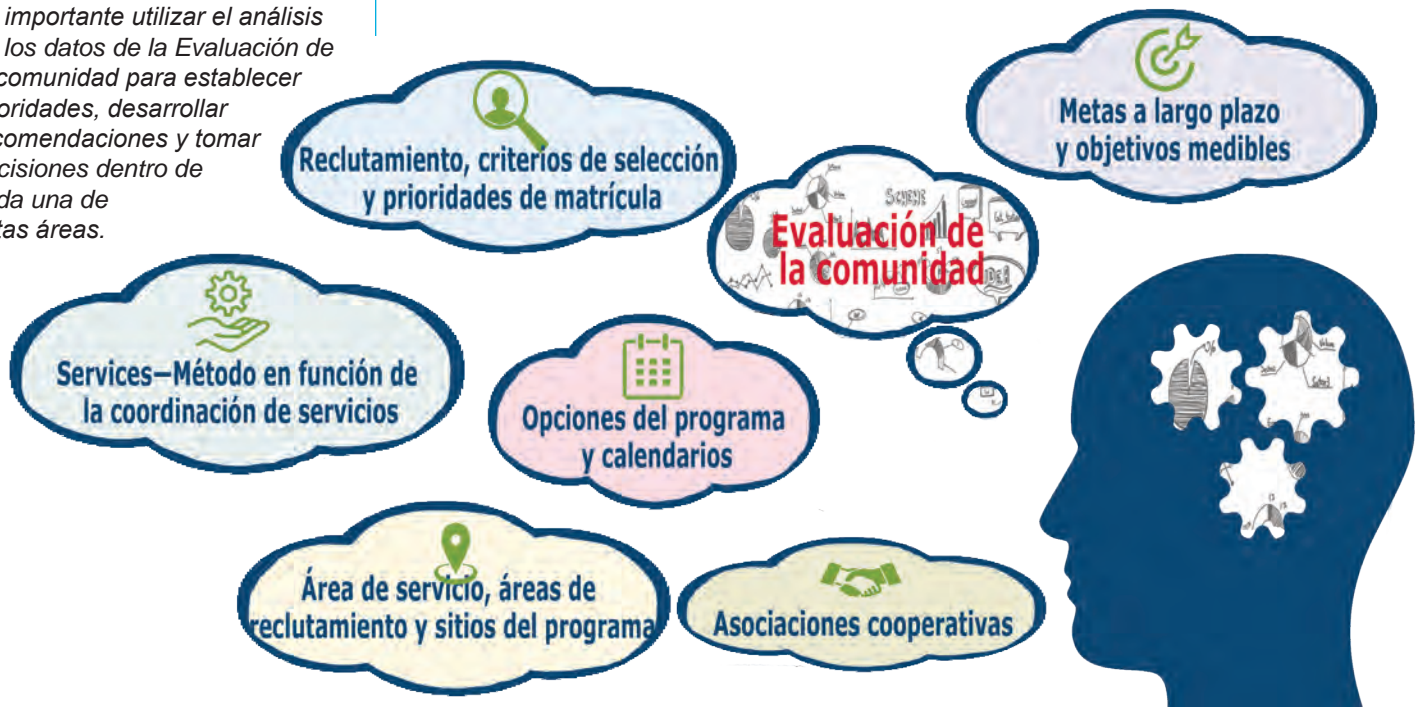 importante utilizar el análisis
los datos de la Evaluación de
comunidad para establecer
oridades, desarrollar
comendaciones y tomar
cisiones dentro de
da una de
tas áreas.
Reclutamiento, criterios de selección
y prioridades de matrícula
Metas a largo plazo
y objetivos medibles
SCHEME
Evaluación de
la comunidad
IDEA
Services—Método en función de
la coordinación de servicios
Opciones del programa
y calendarios
Área de servicio, áreas de
reclutamiento y sitios del programa
Asociaciones cooperativas